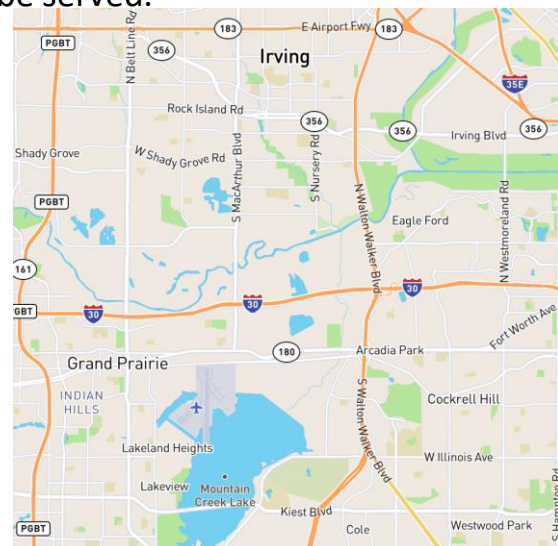 be served.
183
E Airport Fwy
183
PGBT
N Belt Line Rd
356
Irving
35E
Rock Island Rd
356
356
356
Irving Blvd
Shady Grove
W Shady Grove Rd
S MacArthur Blvd
S Nursery Rd
N Walton Walker Blvd
N Westmoreland Rd
PGBT
Eagle Ford
161
30
30
30
GBT
Fort Worth Ave
180
Arcadia Park
Grand Prairie
INDIAN
HILLS
S Walton Walker Blvd
Cockrell Hill
Lakeland Heights
W Illinois Ave
Lakeview
Mountain
Creek Lake
Kiest Blvd
S Hampton Rd
PGBT
Cole
Westwood Park